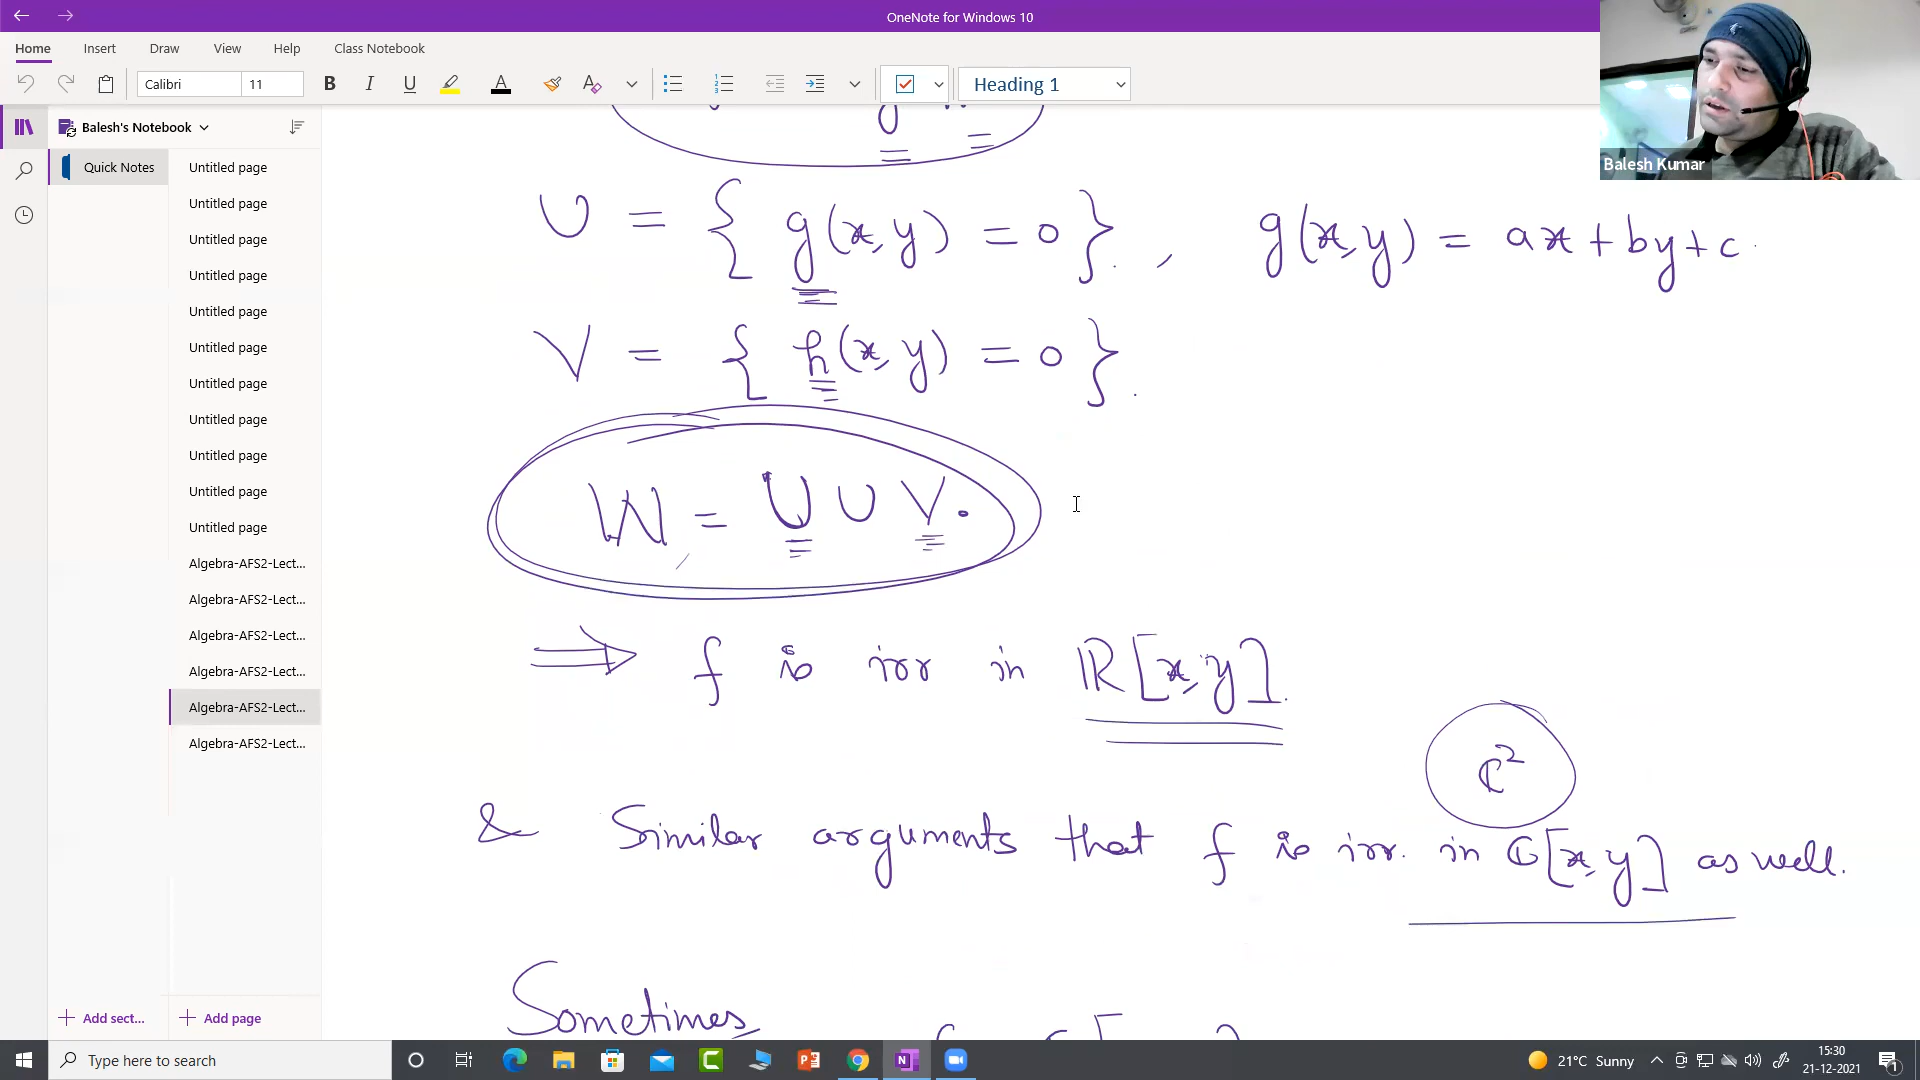 OneNote for Windows 10
Home Insert Draw View Help Class Notebook
Calibri 11 B I U A Heading 1
Balesh's Notebook
Quick Notes
Untitled page
Untitled page
Untitled page
Untitled page
Untitled page
Untitled page
Untitled page
Untitled page
Untitled page
Untitled page
Untitled page
Algebra-AFS2-Lect...
Algebra-AFS2-Lect...
Algebra-AFS2-Lect...
Algebra-AFS2-Lect...
Algebra-AFS2-Lect...
Algebra-AFS2-Lect...
Add sect... Add page
Balesh Kumar
U = { g(x,y) = 0 }. , g(x,y) = ax + by + c.
V = { h(x,y) = 0 }.
W = U ∪ V.
⇒ f is irr in ℝ[x,y].
ℂ²
& Similar arguments that f is irr. in ℂ[x,y] as well.
Sometimes
Type here to search
21°C Sunny
15:30
21-12-2021
1